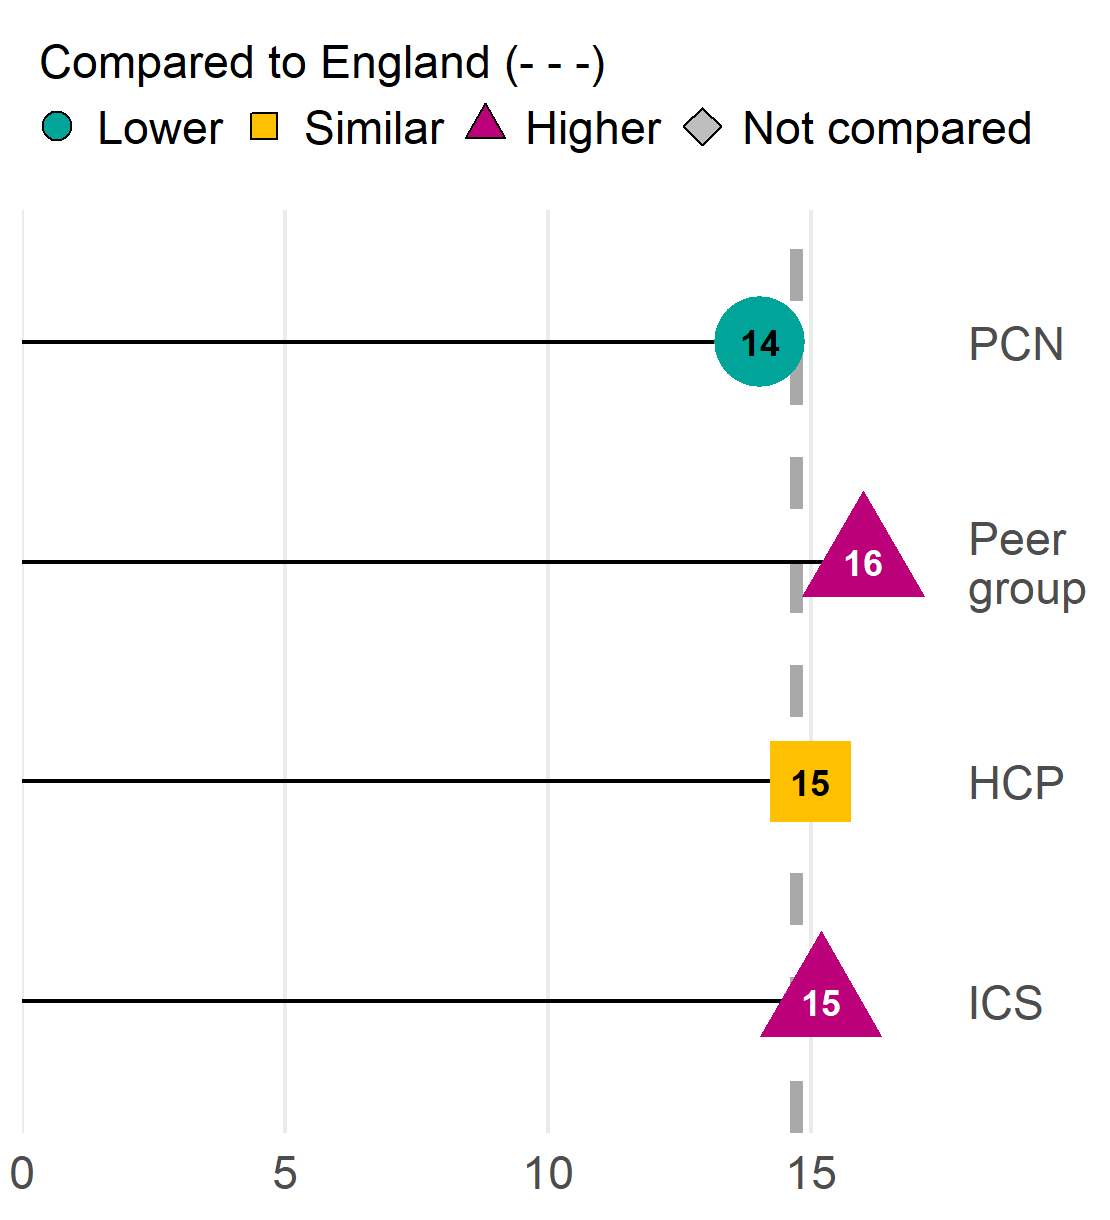 Compared to England (- - -)
Lower Similar Higher Not compared
14 PCN
16 Peer
group
15 HCP
15 ICS
0 5 10 15